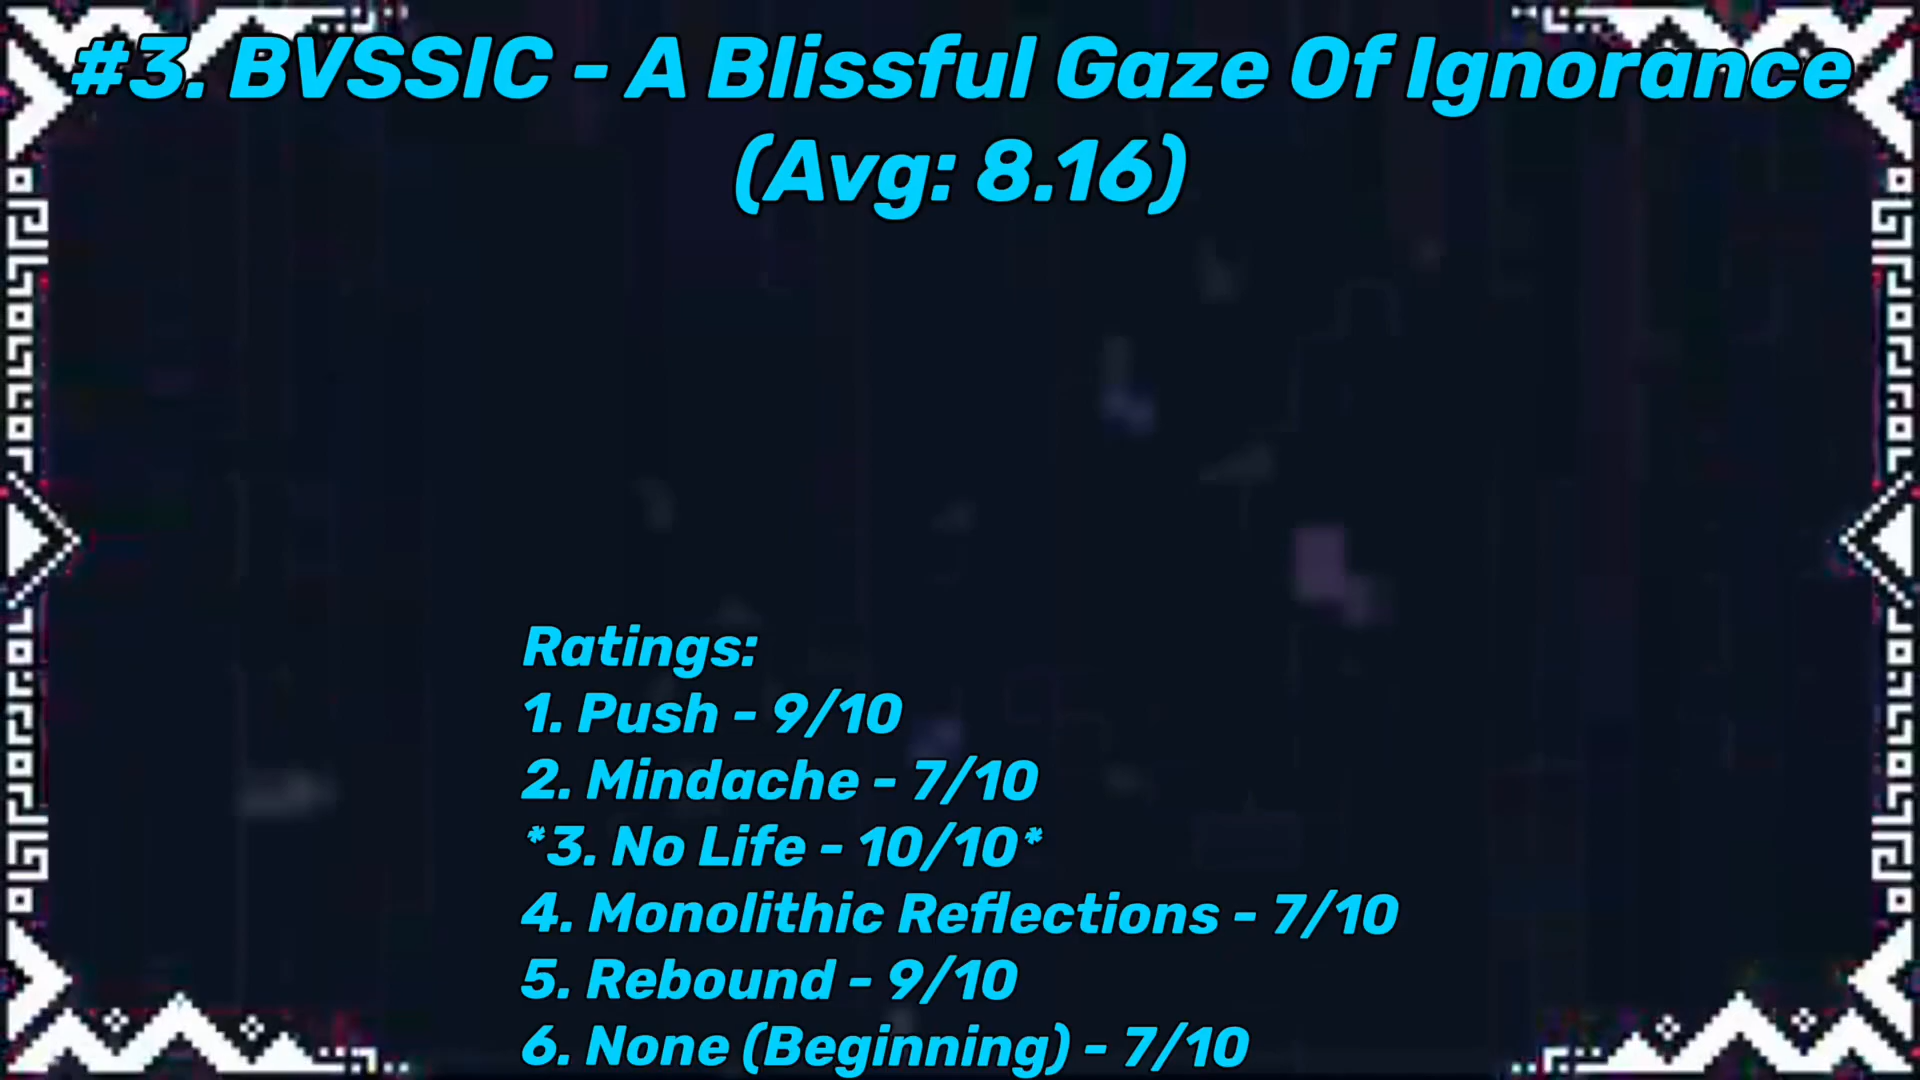 #3. BVSSIC - A Blissful Gaze Of Ignorance
(Avg: 8.16)
Ratings:
1. Push - 9/10
2. Mindache - 7/10
*3. No Life - 10/10*
4. Monolithic Reflections - 7/10
5. Rebound - 9/10
6. None (Beginning) - 7/10